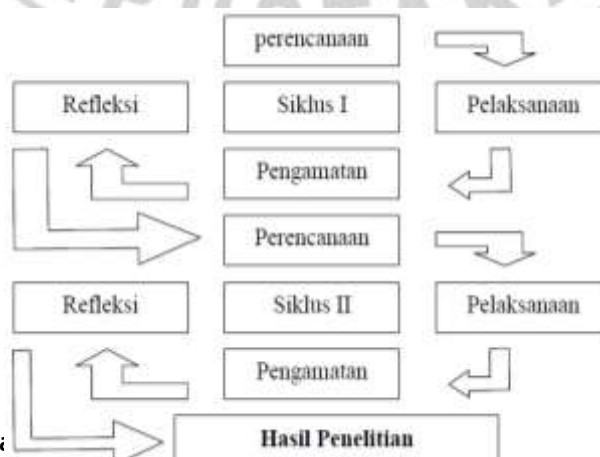 perencanaan
Refleksi Siklus I Pelaksanaan
Pengamatan
Perencanaan
Refleksi Siklus II Pelaksanaan
Pengamatan
Hasil Penelitian